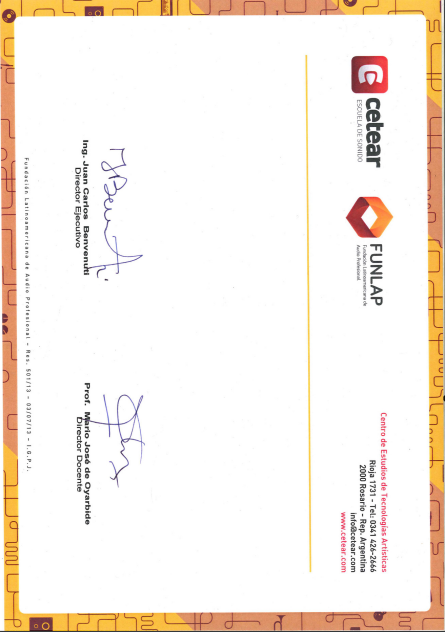 cetear
ESCUELA DE SONIDO
FUNLAP
Fundación Latinoamericana de
Audio Profesional
Centro de Estudios de Tecnologías Artísticas
Rioja 1731 - Tel: 0341 426-2666
2000 Rosario - Rep. Argentina
info@cetear.com
www.cetear.com
Ing. Juan Carlos Benvenuti
Director Ejecutivo
Prof. Mario José de Oyarbide
Director Docente
Fundación Latinoamericana de Audio Profesional - Res. 501/13 - 03/07/13 - I.G.P.J.